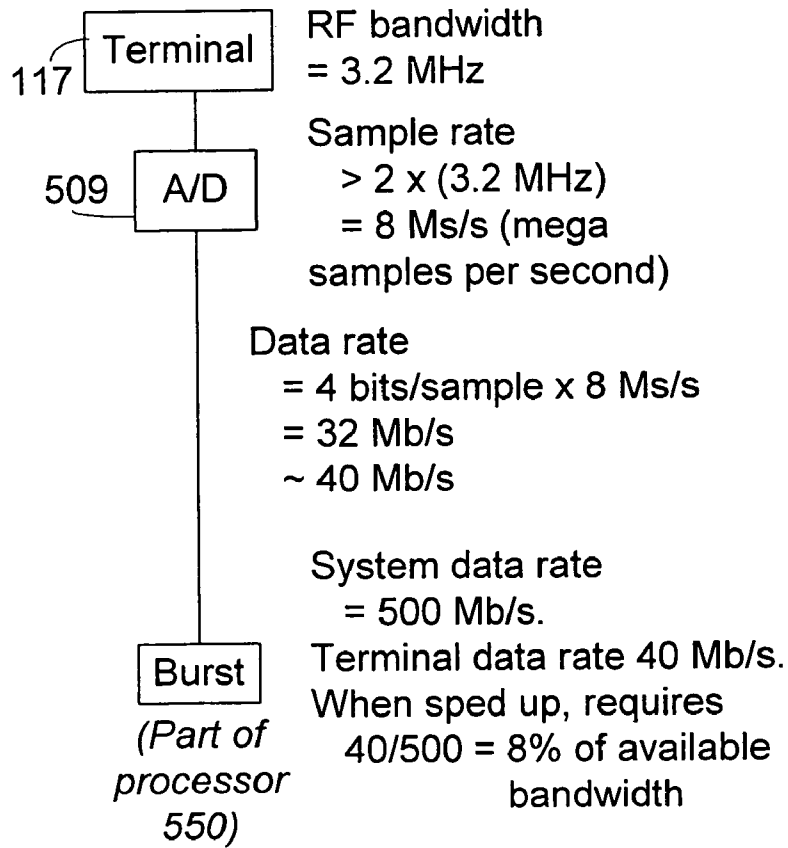 Terminal
117
RF bandwidth
= 3.2 MHz
A/D
509
Sample rate
> 2 x (3.2 MHz)
= 8 Ms/s (mega
samples per second)
Data rate
= 4 bits/sample x 8 Ms/s
= 32 Mb/s
~ 40 Mb/s
Burst
(Part of
processor
550)
System data rate
= 500 Mb/s.
Terminal data rate 40 Mb/s.
When sped up, requires
40/500 = 8% of available
bandwidth